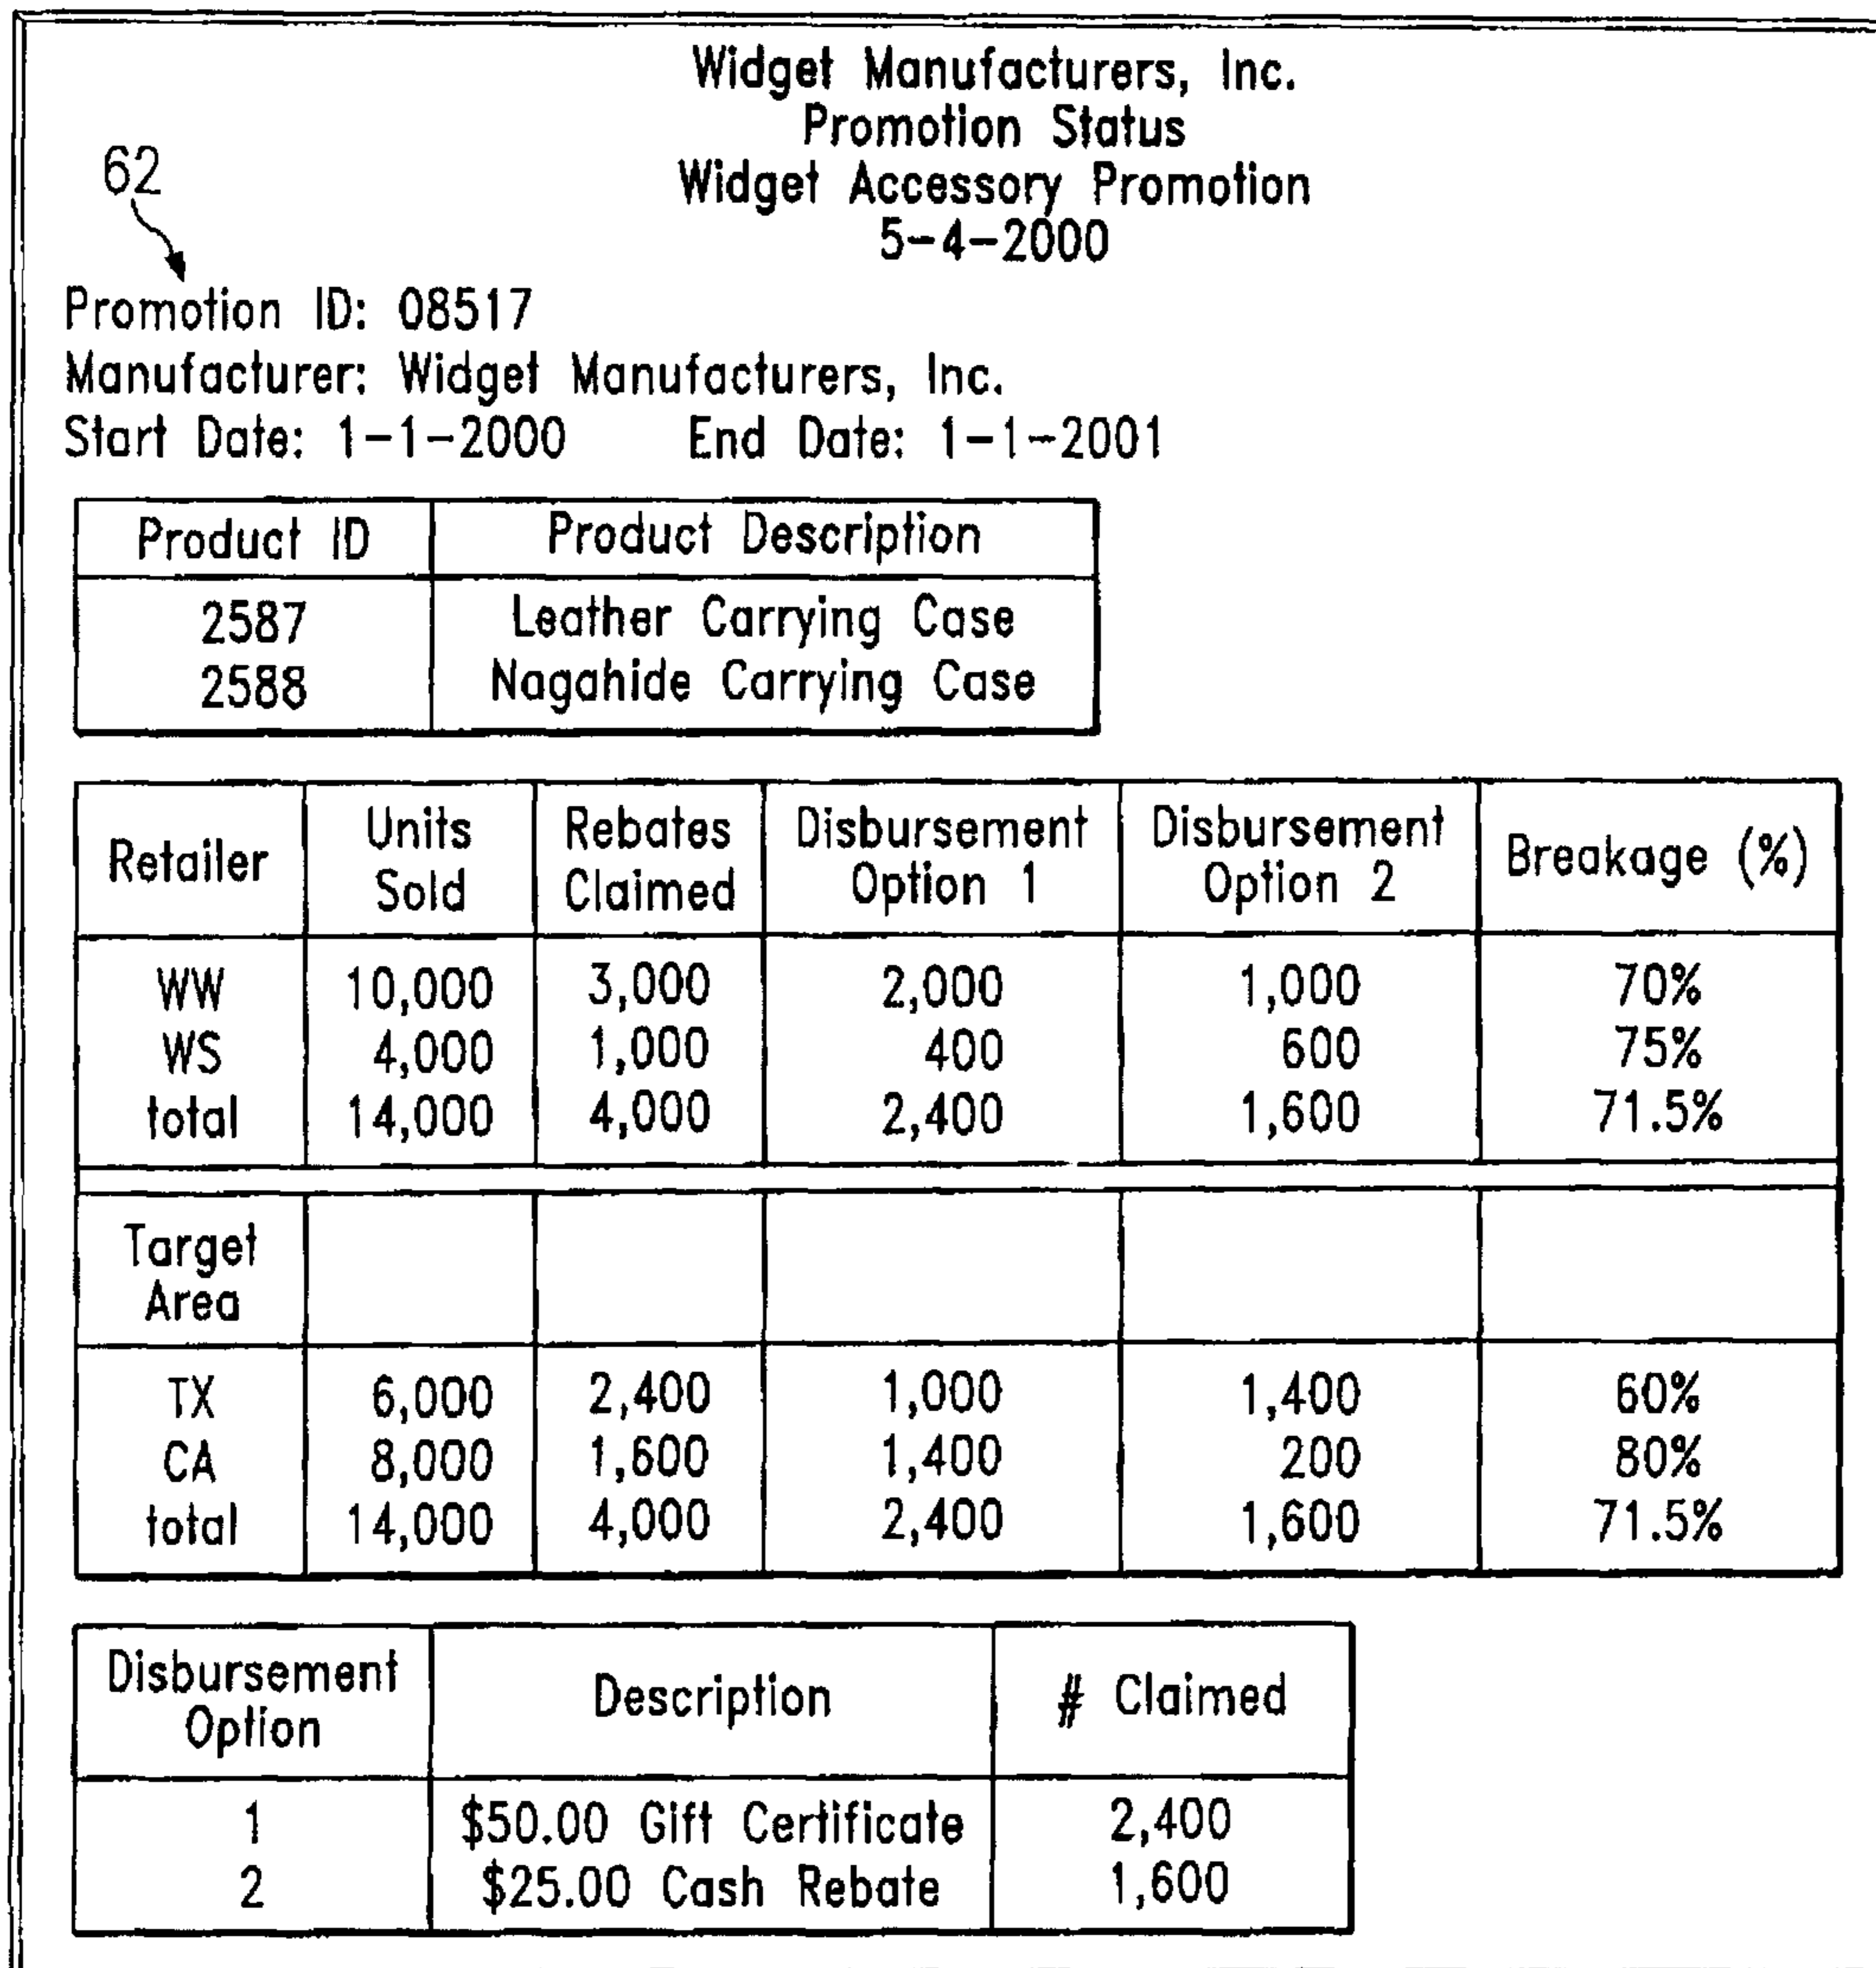 Widget Manufacturers, Inc.
Promotion Status
Widget Accessory Promotion
5-4-2000
62
Promotion ID: 08517
Manufacturer: Widget Manufacturers, Inc.
Start Date: 1-1-2000 End Date: 1-1-2001
Product ID Product Description
2587 Leather Carrying Case
2588 Nagahide Carrying Case
Retailer Units Sold Rebates Claimed Disbursement Option 1 Disbursement Option 2 Breakage (%)
WW 10,000 3,000 2,000 1,000 70%
WS 4,000 1,000 400 600 75%
total 14,000 4,000 2,400 1,600 71.5%
Target Area
TX 6,000 2,400 1,000 1,400 60%
CA 8,000 1,600 1,400 200 80%
total 14,000 4,000 2,400 1,600 71.5%
Disbursement Option Description # Claimed
1 $50.00 Gift Certificate 2,400
2 $25.00 Cash Rebate 1,600